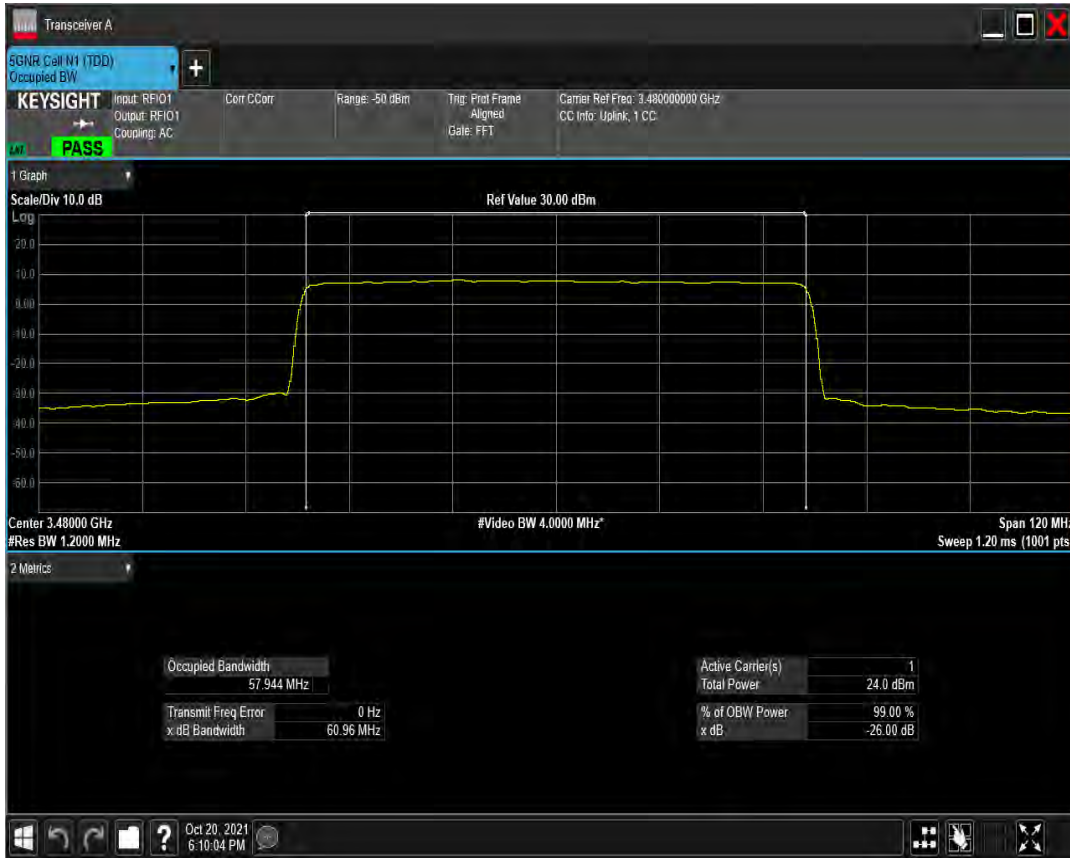 Transceiver A
5GNR Cell N1 (TDD)
Occupied BW
+
KEYSIGHT Input: RFIO1 Corr CCorr Range: -50 dBm Trig: Prot Frame Carrier Ref Freq: 3.480000000 GHz
Output: RFIO1 Aligned CC Info: Uplink, 1 CC
Coupling: AC Gate: FFT
PASS
1 Graph
Scale/Div 10.0 dB Ref Value 30.00 dBm
Log
20.0
10.0
0.00
-10.0
-20.0
-30.0
-40.0
-50.0
-60.0
Center 3.48000 GHz #Video BW 4.0000 MHz* Span 120 MHz
#Res BW 1.2000 MHz Sweep 1.20 ms (1001 pts
2 Metrics
Occupied Bandwidth Active Carrier(s) 1
57.944 MHz Total Power 24.0 dBm
Transmit Freq Error 0 Hz % of OBW Power 99.00 %
x dB Bandwidth 60.96 MHz x dB -26.00 dB
? Oct 20, 2021
6:10:04 PM